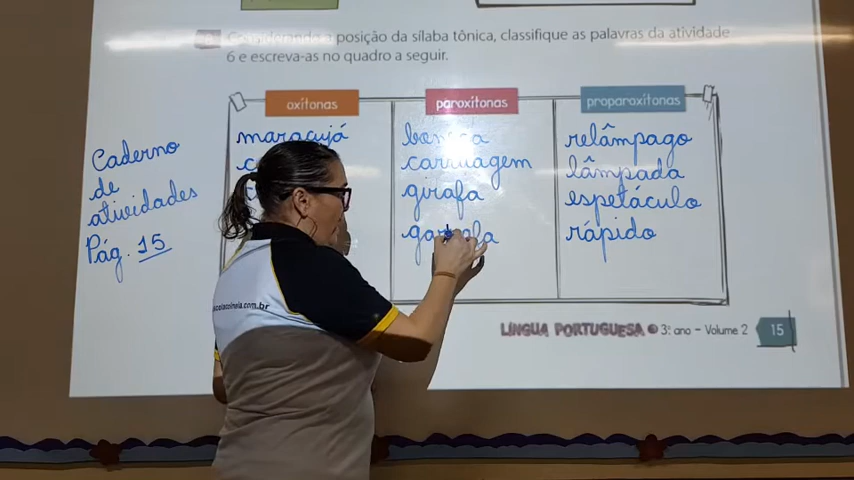 Considerando a posição da sílaba tônica, classifique as palavras da atividade
6 e escreva-as no quadro a seguir.
oxítonas
paroxítonas
proparoxítonas
Caderno
de
atividades
Pág. 15
maracujá
carruagem
girafa
relâmpago
lâmpada
espetáculo
rápido
LÍNGUA PORTUGUESA 3º. ano – Volume 2
15